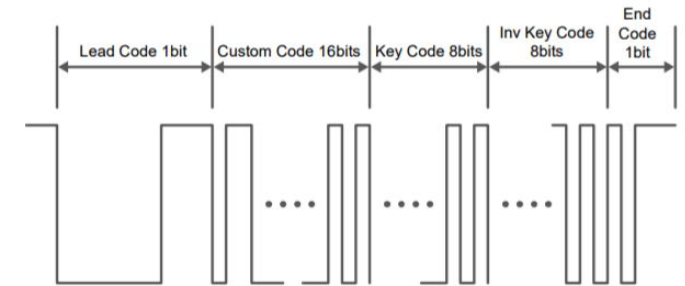 Lead Code 1bit
Custom Code 16bits
Key Code 8bits
Inv Key Code
8bits
End
Code
1bit